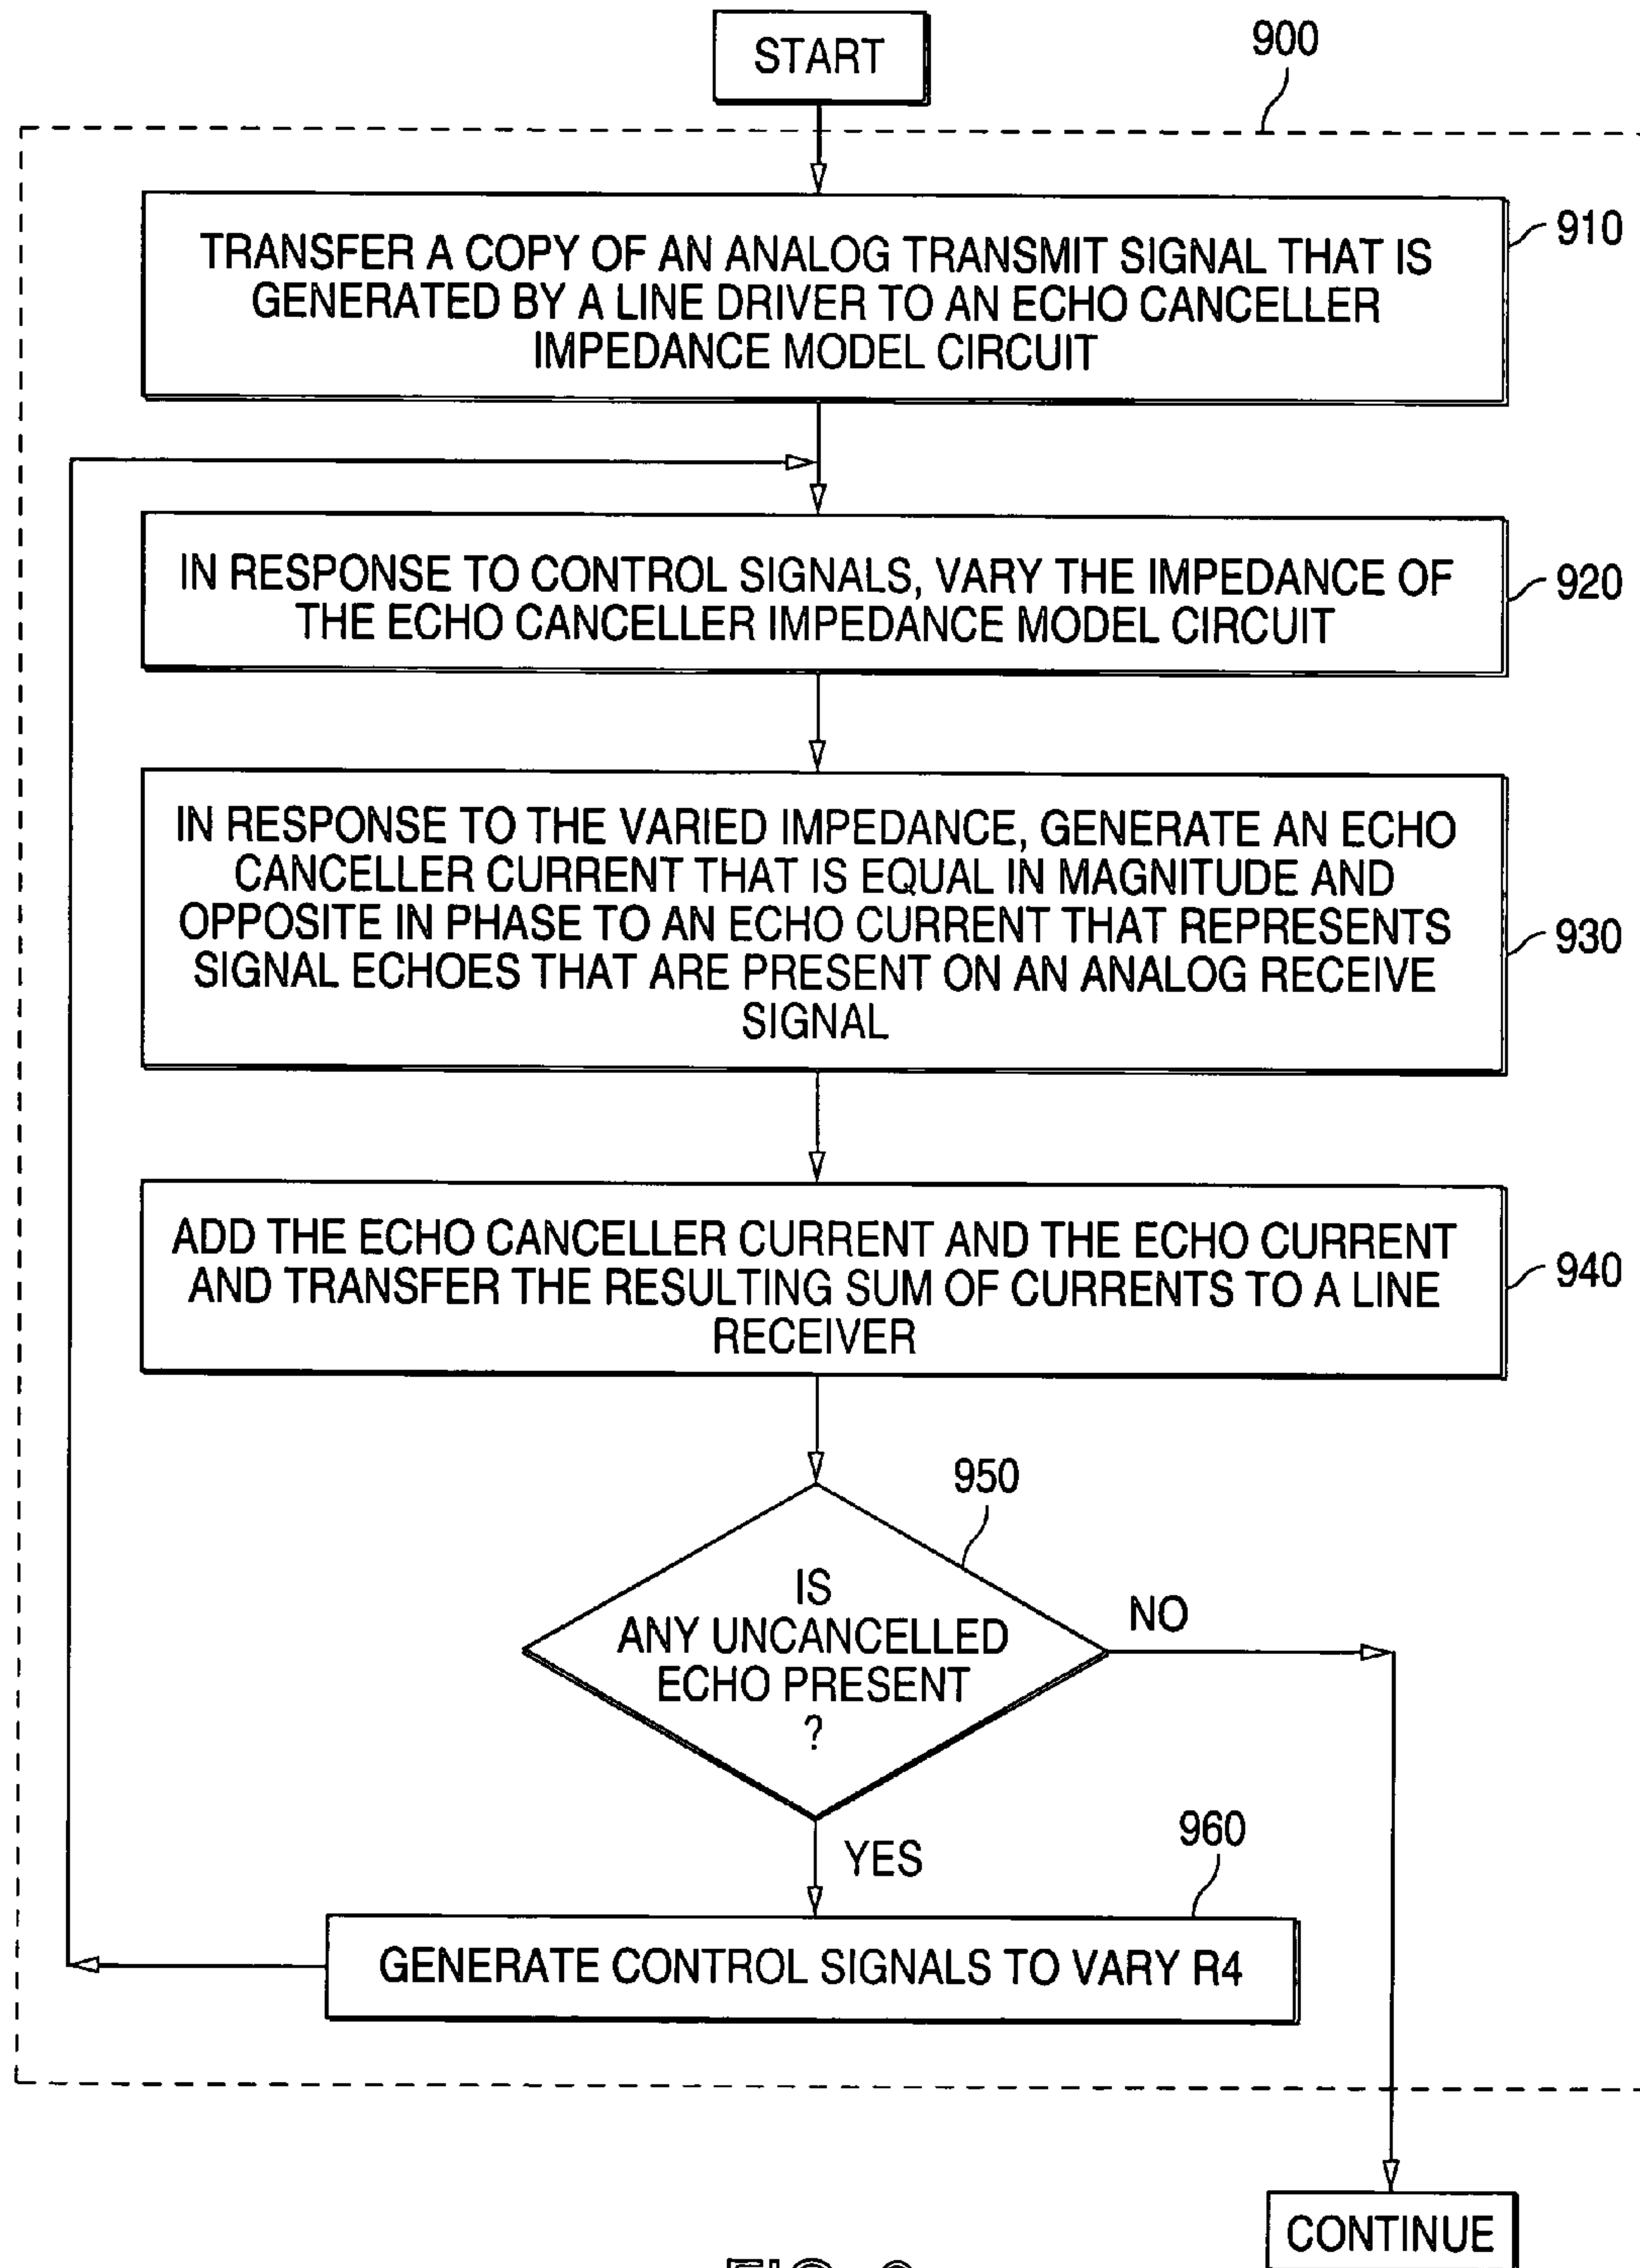 START
900
TRANSFER A COPY OF AN ANALOG TRANSMIT SIGNAL THAT IS
GENERATED BY A LINE DRIVER TO AN ECHO CANCELLER
IMPEDANCE MODEL CIRCUIT
910
IN RESPONSE TO CONTROL SIGNALS, VARY THE IMPEDANCE OF
THE ECHO CANCELLER IMPEDANCE MODEL CIRCUIT
920
IN RESPONSE TO THE VARIED IMPEDANCE, GENERATE AN ECHO
CANCELLER CURRENT THAT IS EQUAL IN MAGNITUDE AND
OPPOSITE IN PHASE TO AN ECHO CURRENT THAT REPRESENTS
SIGNAL ECHOES THAT ARE PRESENT ON AN ANALOG RECEIVE
SIGNAL
930
ADD THE ECHO CANCELLER CURRENT AND THE ECHO CURRENT
AND TRANSFER THE RESULTING SUM OF CURRENTS TO A LINE
RECEIVER
940
950
IS
ANY UNCANCELLED
ECHO PRESENT
?
NO
YES
960
GENERATE CONTROL SIGNALS TO VARY R4
CONTINUE